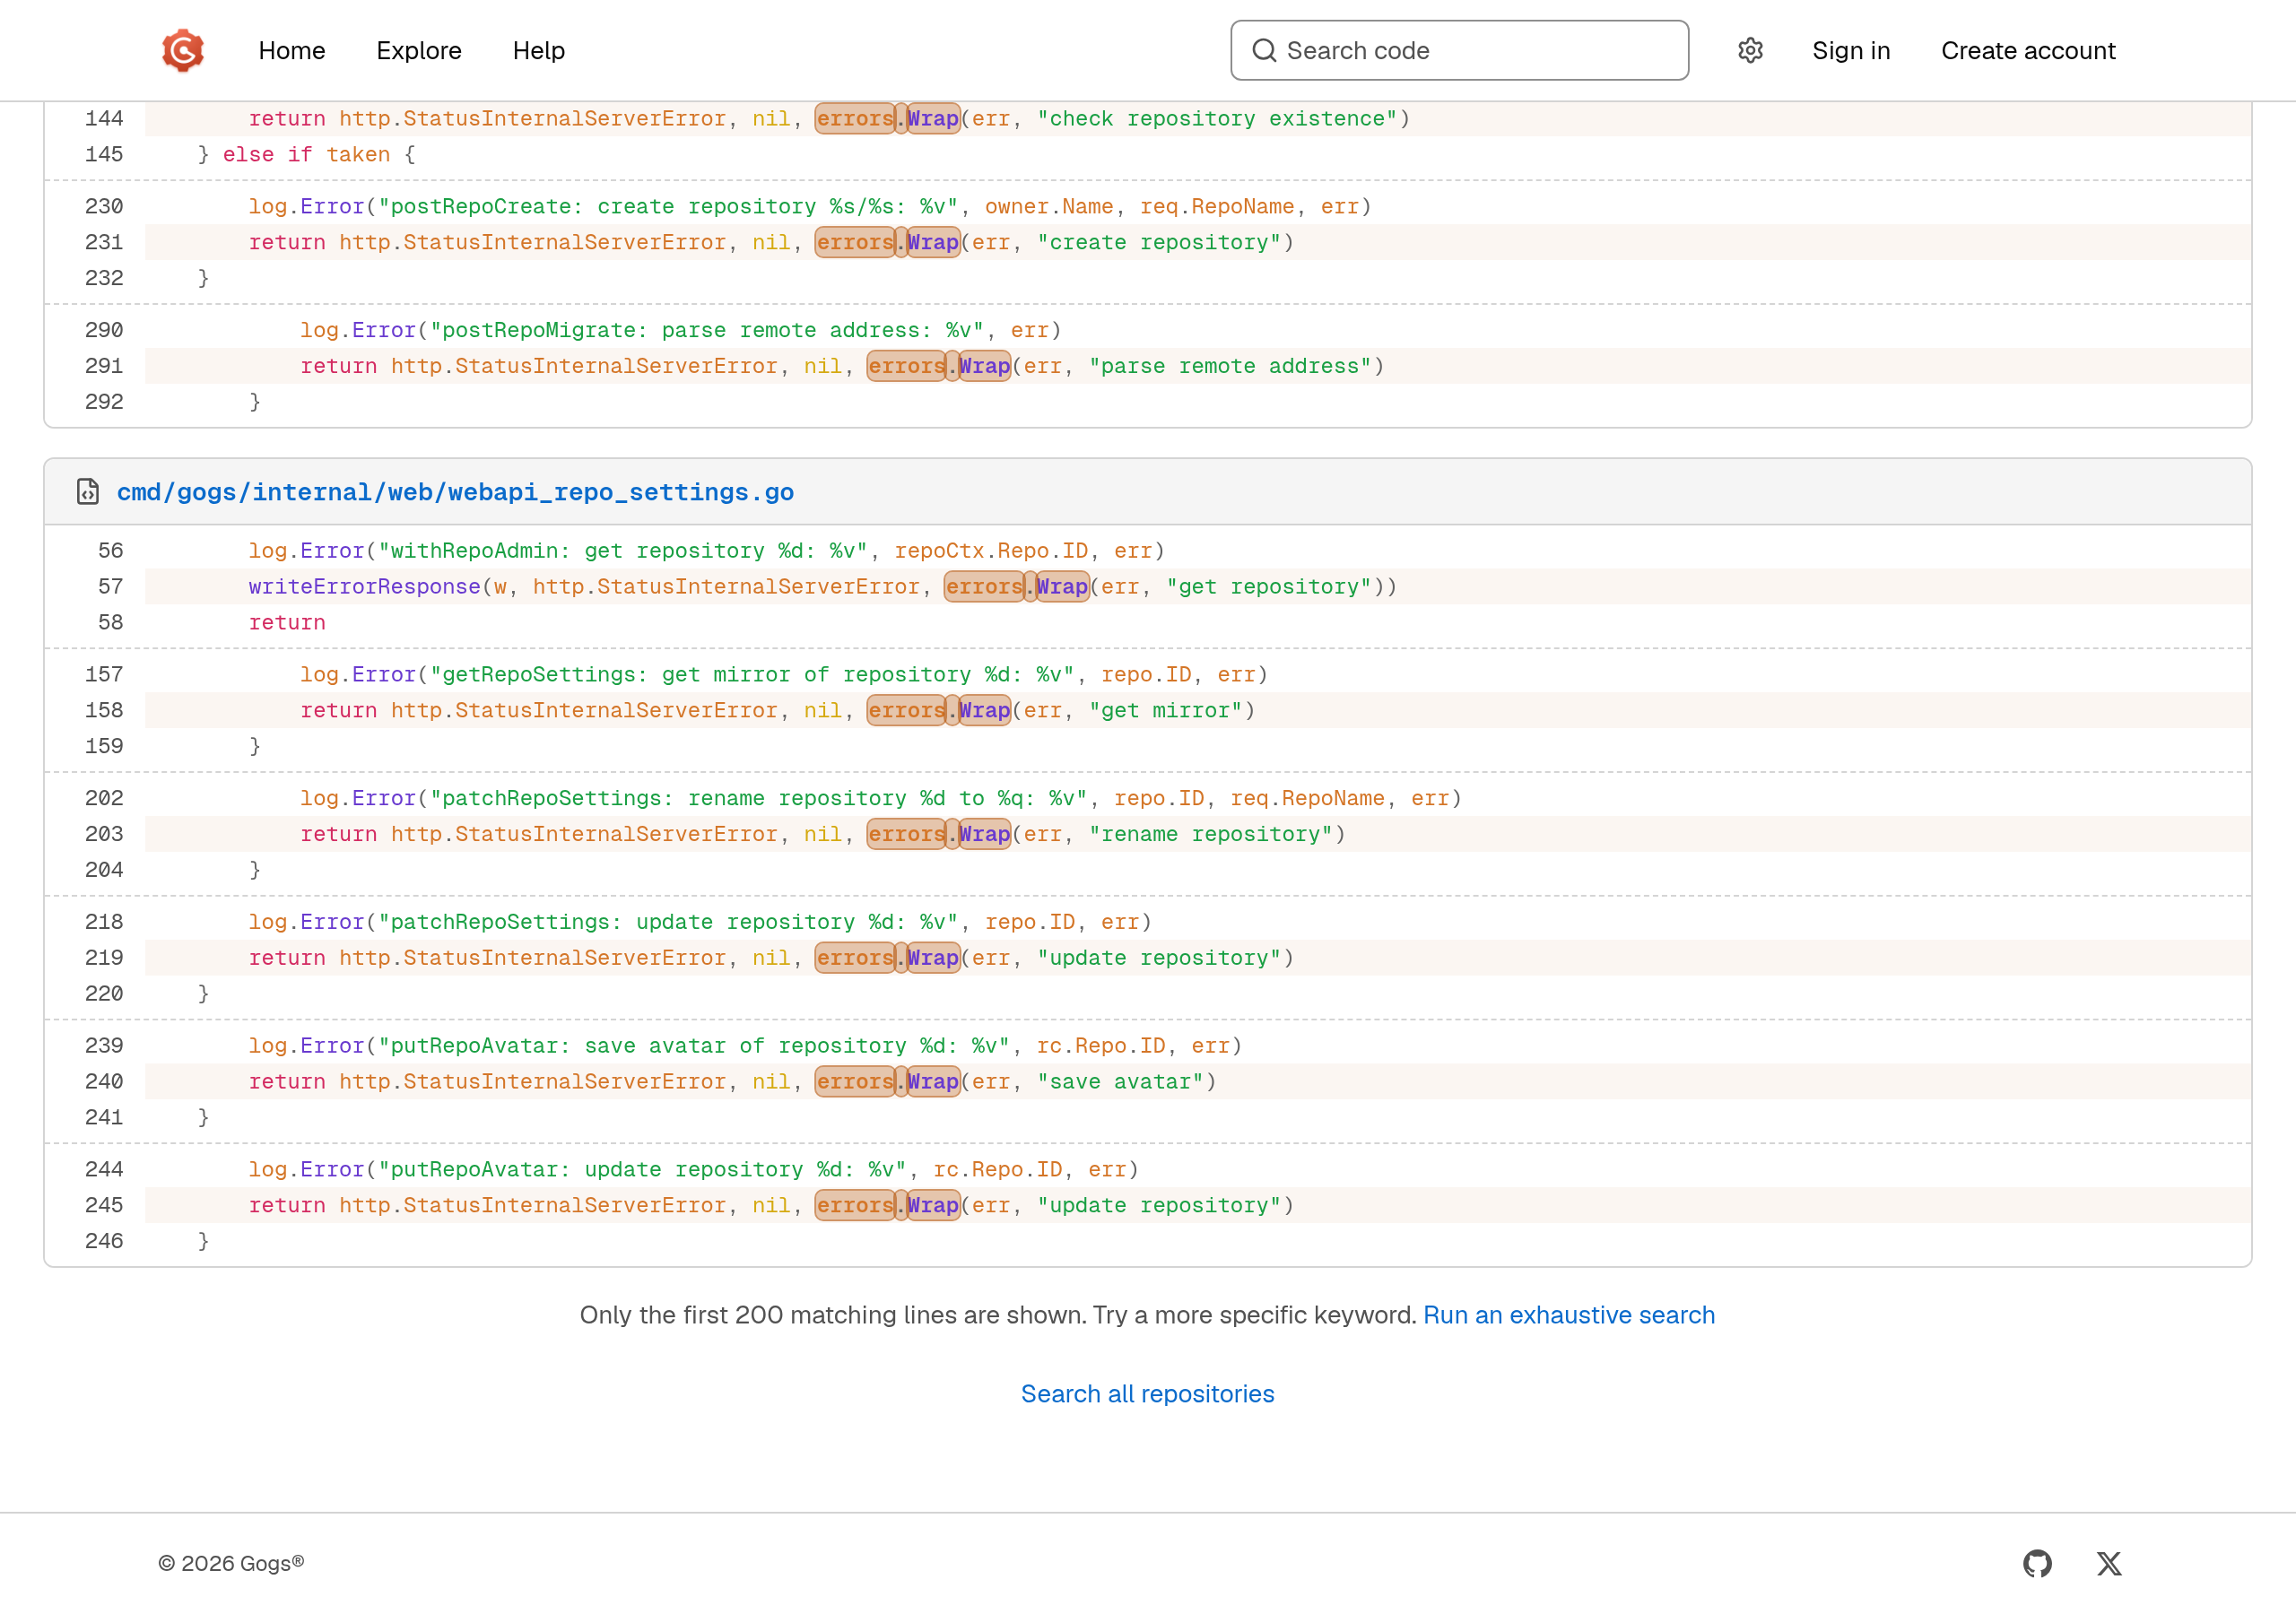 Home Explore Help Search code Sign in Create account
144 return http.StatusInternalServerError, nil, errors.Wrap(err, "check repository existence")
145 } else if taken {
230 log.Error("postRepoCreate: create repository %s/%s: %v", owner.Name, req.RepoName, err)
231 return http.StatusInternalServerError, nil, errors.Wrap(err, "create repository")
232 }
290 log.Error("postRepoMigrate: parse remote address: %v", err)
291 return http.StatusInternalServerError, nil, errors.Wrap(err, "parse remote address")
292 }
cmd/gogs/internal/web/webapi_repo_settings.go
56 log.Error("withRepoAdmin: get repository %d: %v", repoCtx.Repo.ID, err)
57 writeErrorResponse(w, http.StatusInternalServerError, errors.Wrap(err, "get repository"))
58 return
157 log.Error("getRepoSettings: get mirror of repository %d: %v", repo.ID, err)
158 return http.StatusInternalServerError, nil, errors.Wrap(err, "get mirror")
159 }
202 log.Error("patchRepoSettings: rename repository %d to %q: %v", repo.ID, req.RepoName, err)
203 return http.StatusInternalServerError, nil, errors.Wrap(err, "rename repository")
204 }
218 log.Error("patchRepoSettings: update repository %d: %v", repo.ID, err)
219 return http.StatusInternalServerError, nil, errors.Wrap(err, "update repository")
220 }
239 log.Error("putRepoAvatar: save avatar of repository %d: %v", rc.Repo.ID, err)
240 return http.StatusInternalServerError, nil, errors.Wrap(err, "save avatar")
241 }
244 log.Error("putRepoAvatar: update repository %d: %v", rc.Repo.ID, err)
245 return http.StatusInternalServerError, nil, errors.Wrap(err, "update repository")
246 }
Only the first 200 matching lines are shown. Try a more specific keyword. Run an exhaustive search
Search all repositories
© 2026 Gogs®